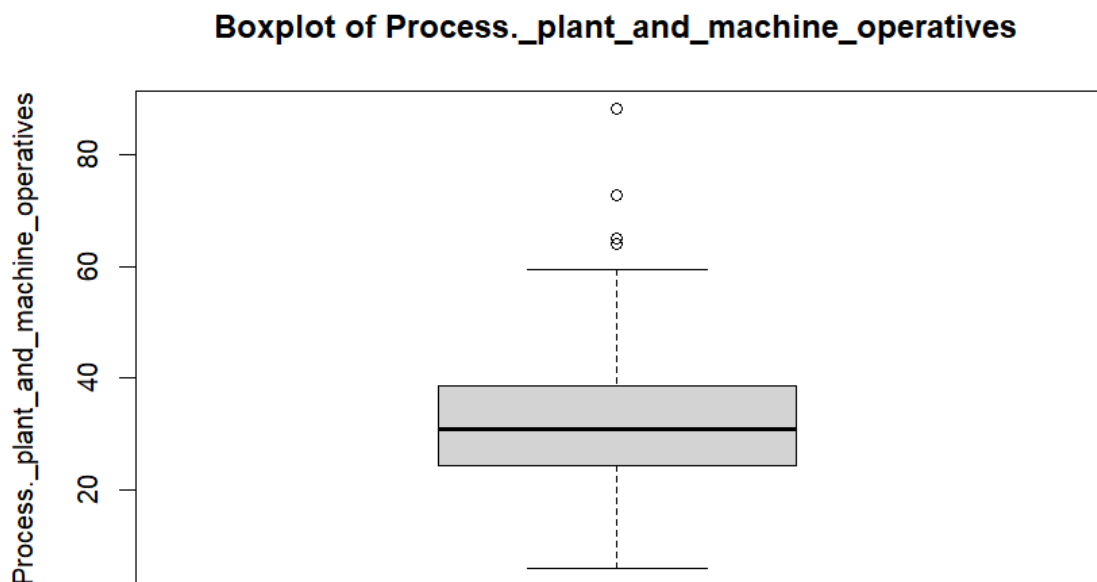 Boxplot of Process._plant_and_machine_operatives
Process._plant_and_machine_operatives
80
60
40
20